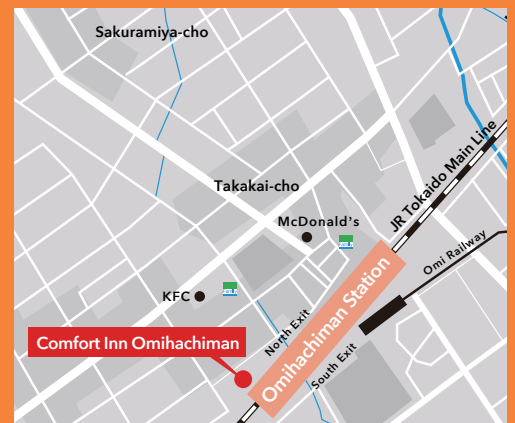 Sakuramiya-cho
JR Tokaido Main Line
Takakai-cho
McDonald's
Omi Railway
KFC
Omihachiman Station
North Exit
South Exit
Comfort Inn Omihachiman